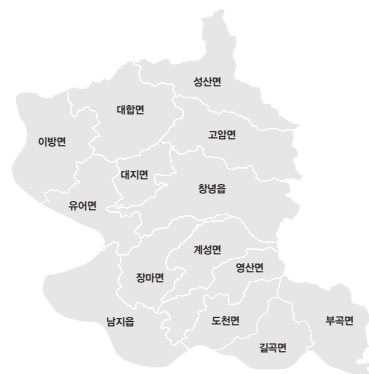 성산면
대합면
고암면
이방면
대지면
창녕읍
유어면
계성면
영산면
장마면
남지읍
도천면
부곡면
길곡면